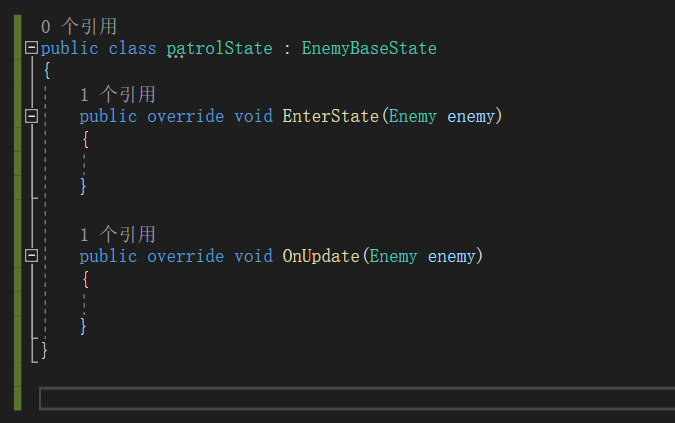 0 个引用
public class patrolState : EnemyBaseState
{
1 个引用
public override void EnterState(Enemy enemy)
{
}
1 个引用
public override void OnUpdate(Enemy enemy)
{
}
}